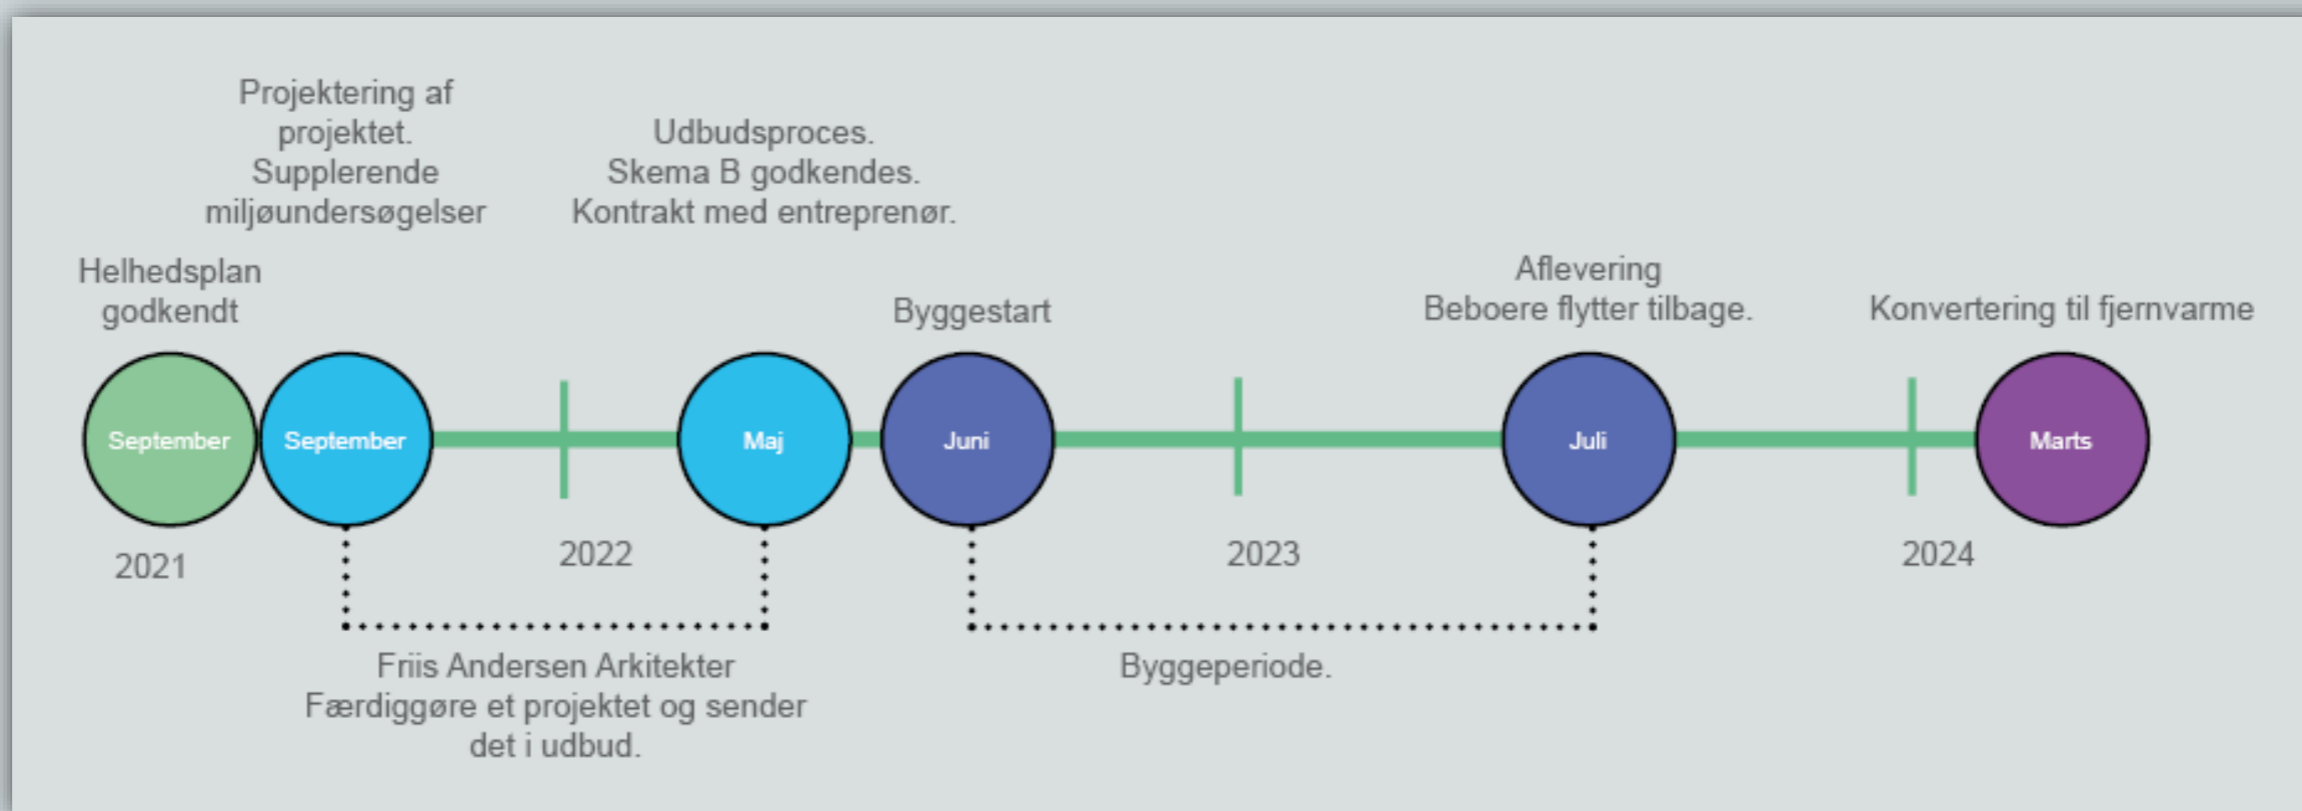 Projektering af
projektet.
Supplerende
miljøundersøgelser
Udbudsproces.
Skema B godkendes.
Kontrakt med entreprenør.
Helhedsplan
godkendt
Byggestart
Aflevering
Beboere flytter tilbage.
Konvertering til fjernvarme
September
September
Maj
Juni
Juli
Marts
2021
2022
2023
2024
Friis Andersen Arkitekter
Færdiggøre et projektet og sender
det i udbud.
Byggeperiode.